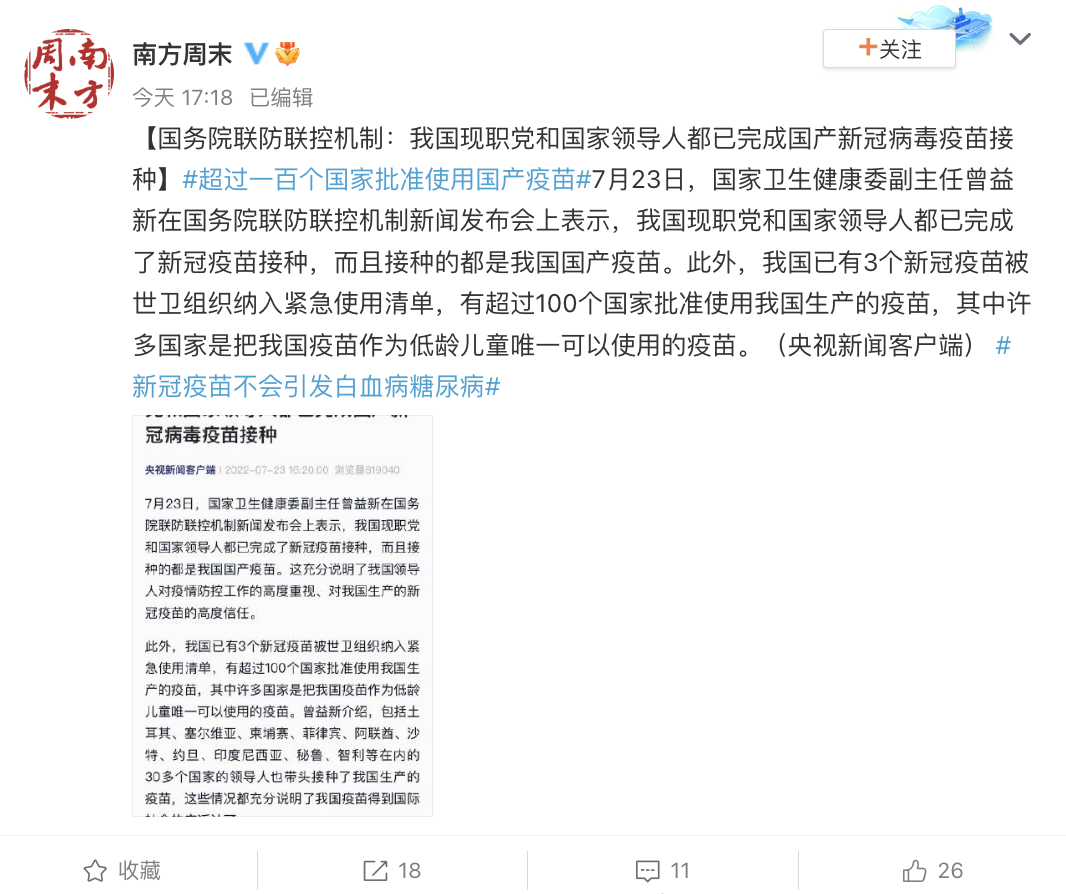 南方周末
+关注
今天 17:18 已编辑
【国务院联防联控机制：我国现职党和国家领导人都已完成国产新冠病毒疫苗接
种】#超过一百个国家批准使用国产疫苗#7月23日，国家卫生健康委副主任曾益
新在国务院联防联控机制新闻发布会上表示，我国现职党和国家领导人都已完成
了新冠疫苗接种，而且接种的都是我国国产疫苗。此外，我国已有3个新冠疫苗被
世卫组织纳入紧急使用清单，有超过100个国家批准使用我国生产的疫苗，其中许
多国家是把我国疫苗作为低龄儿童唯一可以使用的疫苗。（央视新闻客户端） #
新冠疫苗不会引发白血病糖尿病#
冠病毒疫苗接种
央视新闻客户端 | 2022-07-23 16:20:00 浏览量819040
7月23日，国家卫生健康委副主任曾益新在国务
院联防联控机制新闻发布会上表示，我国现职党
和国家领导人都已完成了新冠疫苗接种，而且接
种的都是我国国产疫苗。这充分说明了我国领导
人对疫情防控工作的高度重视、对我国生产的新
冠疫苗的高度信任。
此外，我国已有3个新冠疫苗被世卫组织纳入紧
急使用清单，有超过100个国家批准使用我国生
产的疫苗，其中许多国家是把我国疫苗作为低龄
儿童唯一可以使用的疫苗。曾益新介绍，包括土
耳其、塞尔维亚、柬埔寨、菲律宾、阿联酋、沙
特、约旦、印度尼西亚、秘鲁、智利等在内的
30多个国家的领导人也带头接种了我国生产的
疫苗，这些情况都充分说明了我国疫苗得到国际
收藏
18
11
26